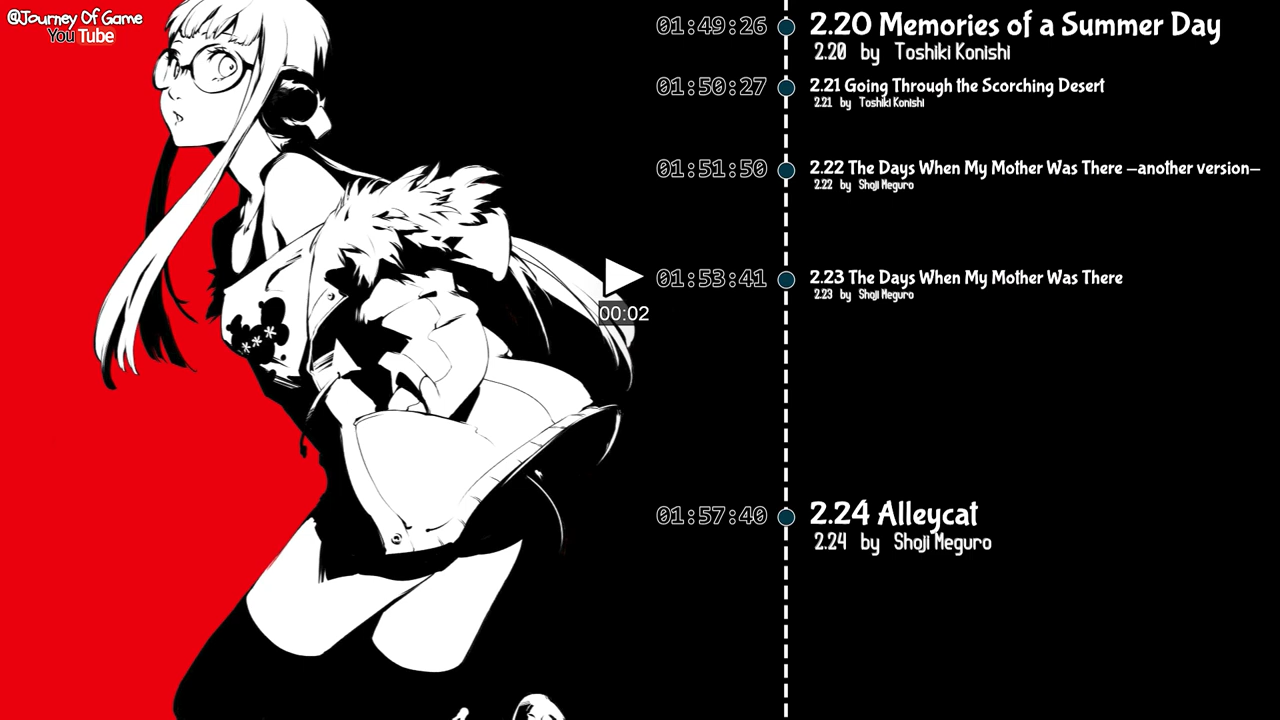 @Journey Of Game
You Tube
01:49:26 2.20 Memories of a Summer Day
2.20 by Toshiki Konishi
01:50:27 2.21 Going Through the Scorching Desert
2.21 by Toshiki Konishi
01:51:50 2.22 The Days When My Mother Was There -another version-
2.22 by Shoji Meguro
01:53:41 2.23 The Days When My Mother Was There
2.23 by Shoji Meguro
00:02
01:57:40 2.24 Alleycat
2.24 by Shoji Meguro